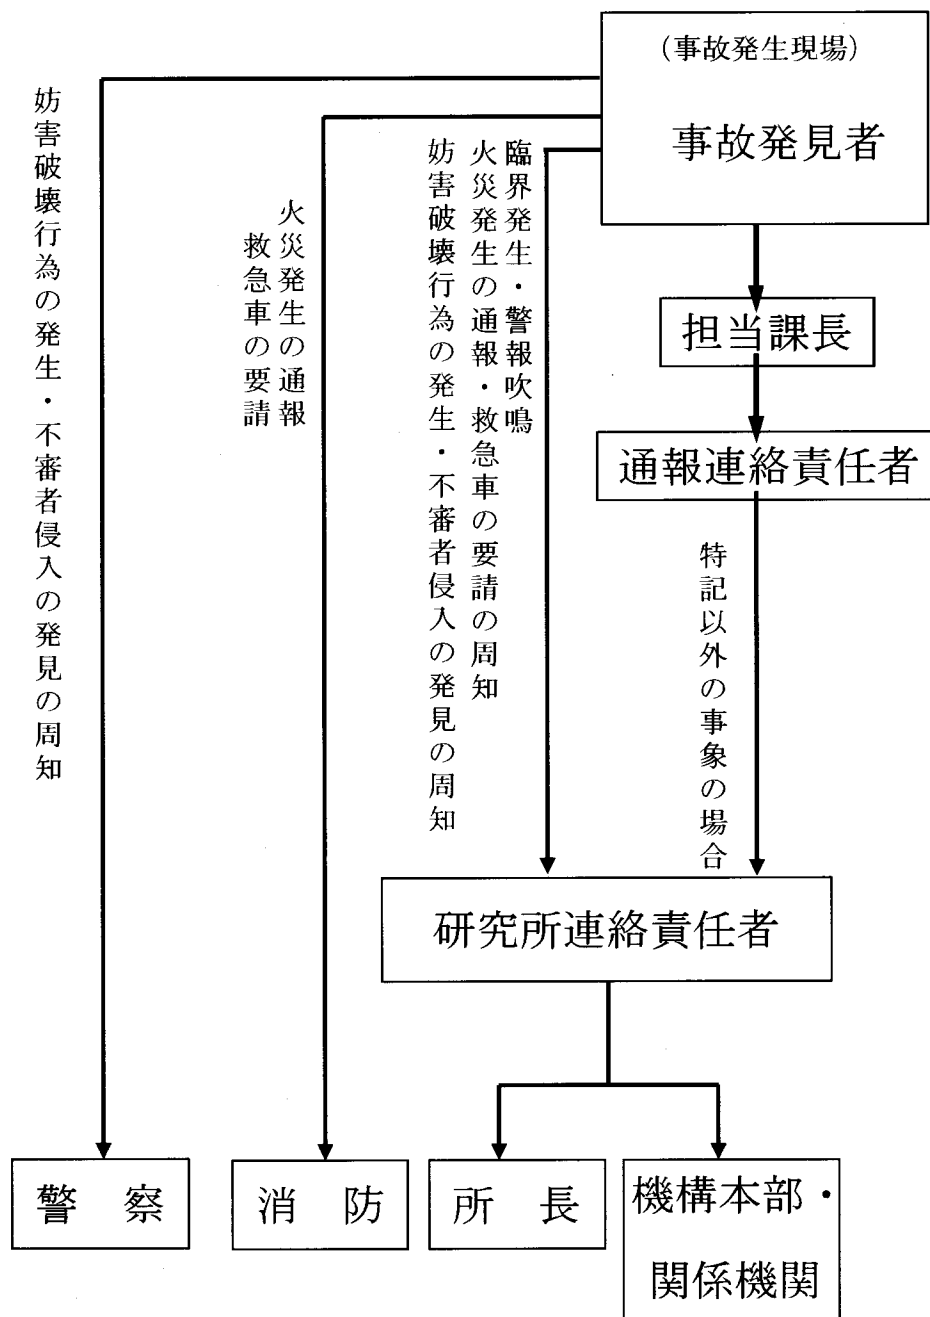 (事故発生現場)
事故発見者
担当課長
通報連絡責任者
特記以外の事象の場合
臨界発生・警報吹鳴
火災発生の通報・救急車の要請の周知
妨害破壊行為の発生・不審者侵入の発見の周知
火災発生の通報
救急車の要請
妨害破壊行為の発生・不審者侵入の発見の周知
研究所連絡責任者
警 察
消 防
所 長
機構本部・
関係機関